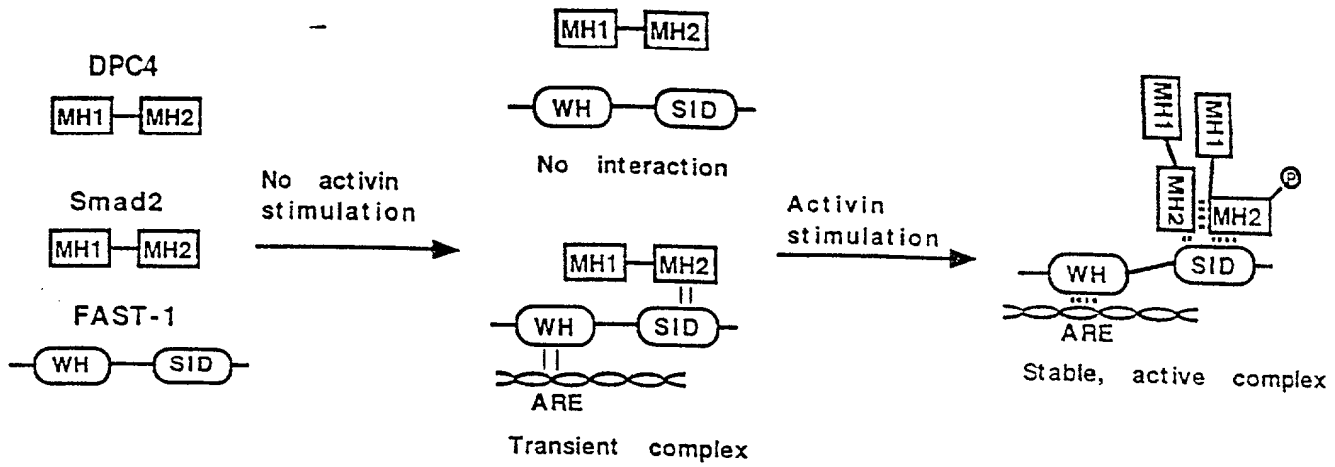 DPC4
MH1 MH2
Smad2
MH1 MH2
FAST-1
WH SID
No activin
stimulation
MH1 MH2
WH SID
No interaction
MH1 MH2
WH SID
ARE
Transient complex
Activin
stimulation
MH1 MH1
MH2 MH2 P
WH SID
ARE
Stable, active complex